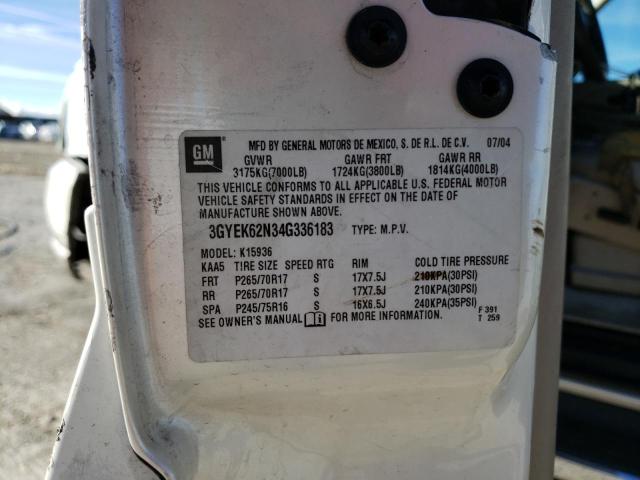 GM
MFD BY GENERAL MOTORS DE MEXICO, S. DE R.L. DE C.V. 07/04
GVWR GAWR FRT GAWR RR
3175KG(7000LB) 1724KG(3800LB) 1814KG(4000LB)
THIS VEHICLE CONFORMS TO ALL APPLICABLE U.S. FEDERAL MOTOR
VEHICLE SAFETY STANDARDS IN EFFECT ON THE DATE OF
MANUFACTURE SHOWN ABOVE.
3GYEK62N34G336183 TYPE: M.P.V.
MODEL: K15936
KAA5 TIRE SIZE SPEED RTG RIM COLD TIRE PRESSURE
FRT P265/70R17 S 17X7.5J 210KPA(30PSI)
RR P265/70R17 S 17X7.5J 210KPA(30PSI)
SPA P245/75R16 S 16X6.5J 240KPA(35PSI)
SEE OWNER'S MANUAL FOR MORE INFORMATION.
F 391
T 259